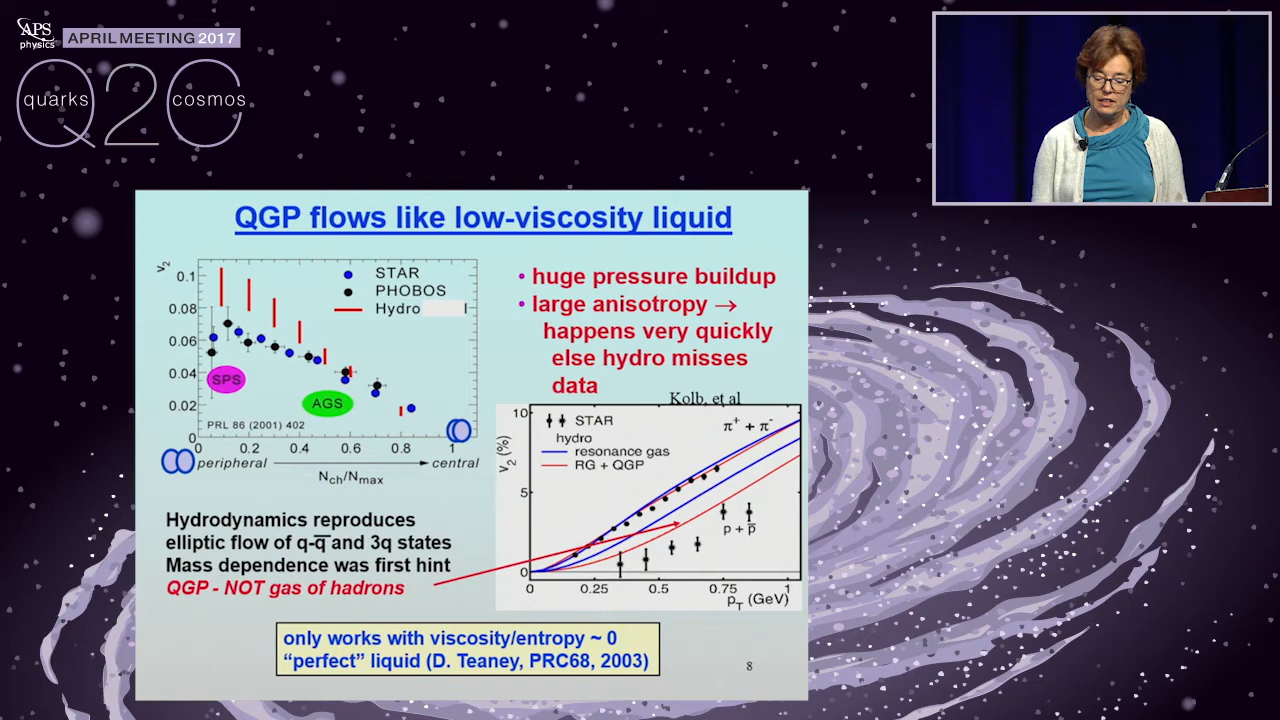 APS
physics
APRIL MEETING 2017
Q2C
quarks
cosmos
QGP flows like low-viscosity liquid
v2
0.1
0.08
0.06
0.04
0.02
0
STAR
PHOBOS
Hydro
SPS
AGS
PRL 86 (2001) 402
0 0.2 0.4 0.6 0.8 1
peripheral central
Nch/Nmax
• huge pressure buildup
• large anisotropy →
happens very quickly
else hydro misses
data
Kolb, et al
v2 (%)
10
5
0
STAR
hydro
resonance gas
RG + QGP
π+ + π-
p + p̅
0 0.25 0.5 0.75 1
pT (GeV)
Hydrodynamics reproduces
elliptic flow of q-q̅ and 3q states
Mass dependence was first hint
QGP - NOT gas of hadrons
only works with viscosity/entropy ~ 0
“perfect” liquid (D. Teaney, PRC68, 2003)
8